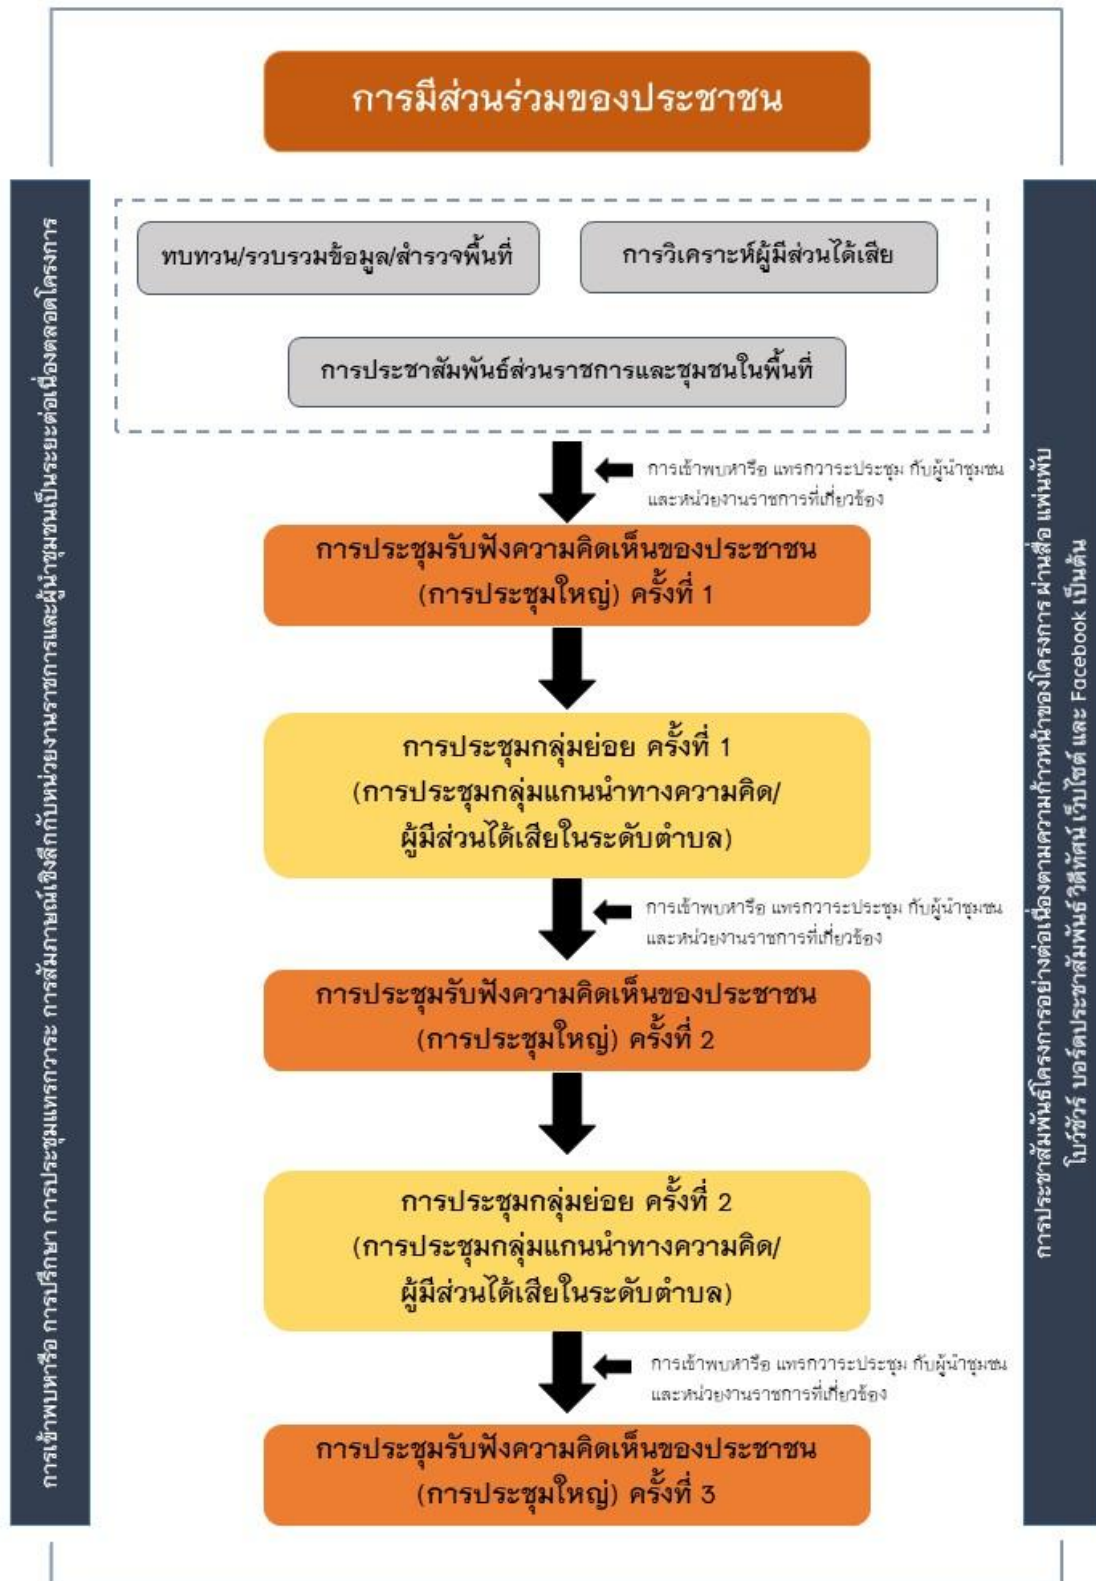 การมีส่วนร่วมของประชาชน
การเข้าพบหารือ การปรึกษา การประชุมแทรกวาระ การสัมภาษณ์เชิงลึกกับหน่วยงานราชการและผู้นำชุมชนเป็นระยะต่อเนื่องตลอดโครงการ
ทบทวน/รวบรวมข้อมูล/สำรวจพื้นที่
การวิเคราะห์ผู้มีส่วนได้เสีย
การประชาสัมพันธ์ส่วนราชการและชุมชนในพื้นที่
การเข้าพบหารือ แทรกวาระประชุม กับผู้นำชุมชน
และหน่วยงานราชการที่เกี่ยวข้อง
การประชุมรับฟังความคิดเห็นของประชาชน
(การประชุมใหญ่) ครั้งที่ 1
การประชุมกลุ่มย่อย ครั้งที่ 1
(การประชุมกลุ่มแกนนำทางความคิด/
ผู้มีส่วนได้เสียในระดับตำบล)
การเข้าพบหารือ แทรกวาระประชุม กับผู้นำชุมชน
และหน่วยงานราชการที่เกี่ยวข้อง
การประชุมรับฟังความคิดเห็นของประชาชน
(การประชุมใหญ่) ครั้งที่ 2
การประชุมกลุ่มย่อย ครั้งที่ 2
(การประชุมกลุ่มแกนนำทางความคิด/
ผู้มีส่วนได้เสียในระดับตำบล)
การเข้าพบหารือ แทรกวาระประชุม กับผู้นำชุมชน
และหน่วยงานราชการที่เกี่ยวข้อง
การประชุมรับฟังความคิดเห็นของประชาชน
(การประชุมใหญ่) ครั้งที่ 3
การประชาสัมพันธ์โครงการอย่างต่อเนื่องตามความก้าวหน้าของโครงการ ผ่านสื่อ แผ่นพับ
โบว์ชัวร์ บอร์ดประชาสัมพันธ์ วิดีทัศน์ เว็บไซต์ และ Facebook เป็นต้น